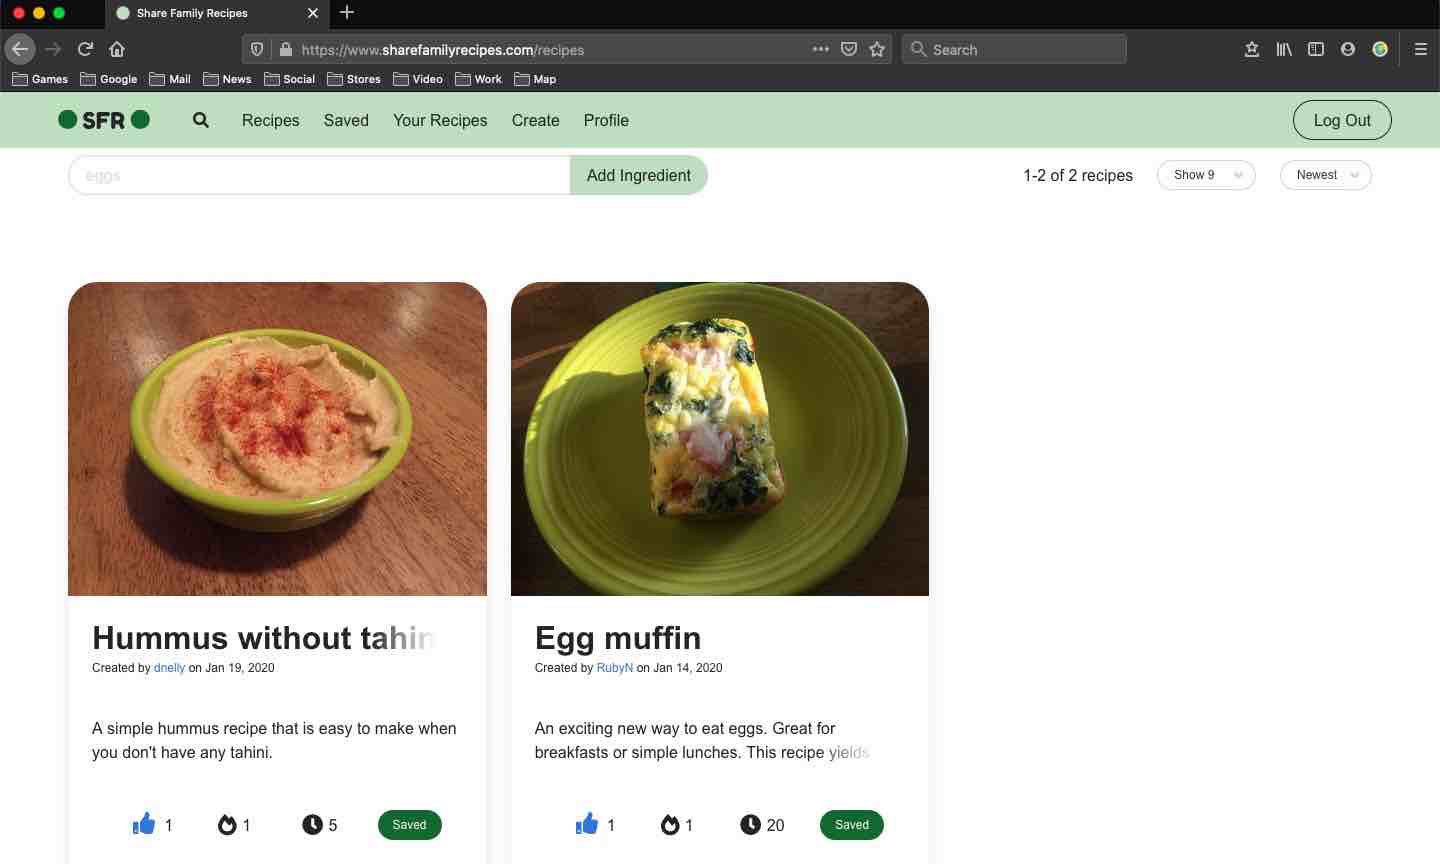 Share Family Recipes
https://www.sharefamilyrecipes.com/recipes
Search
Games Google Mail News Social Stores Video Work Map
SFR Recipes Saved Your Recipes Create Profile Log Out
eggs Add Ingredient 1-2 of 2 recipes Show 9 Newest
Hummus without tahin
Created by dnelly on Jan 19, 2020
A simple hummus recipe that is easy to make when
you don't have any tahini.
1 1 5 Saved
Egg muffin
Created by RubyN on Jan 14, 2020
An exciting new way to eat eggs. Great for
breakfasts or simple lunches. This recipe yields
1 1 20 Saved